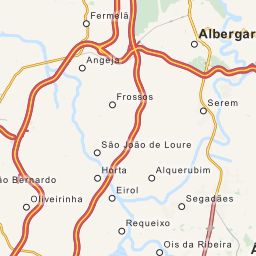 Fermelã
Albergar
Angeja
Frossos
Serem
São João de Loure
Horta
Alquerubim
ão Bernardo
Oliveirinha
Eirol
Segadães
Requeixo
Ois da Ribeira